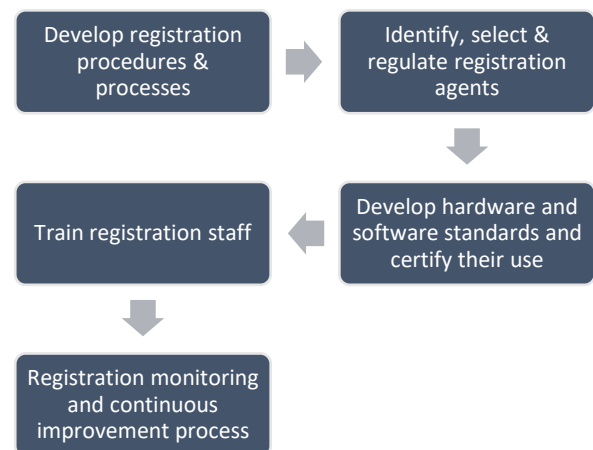 Develop registration
procedures &
processes
Identify, select &
regulate registration
agents
Develop hardware and
software standards and
certify their use
Train registration staff
Registration monitoring
and continuous
improvement process